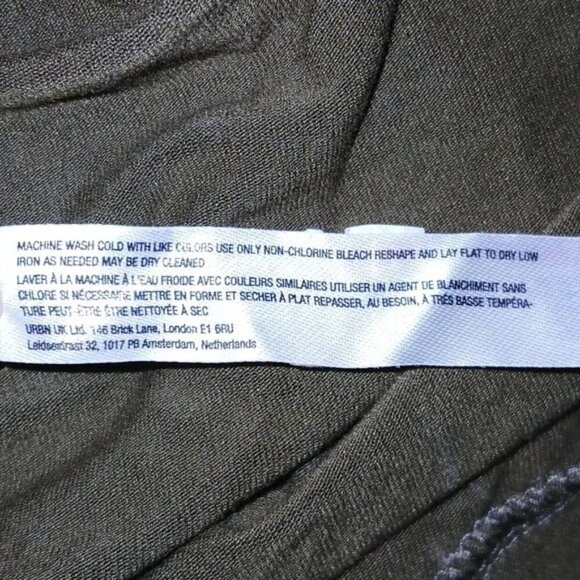 MACHINE WASH COLD WITH LIKE COLORS USE ONLY NON-CHLORINE BLEACH RESHAPE AND LAY FLAT TO DRY LOW
IRON AS NEEDED MAY BE DRY CLEANED
LAVER À LA MACHINE À L'EAU FROIDE AVEC COULEURS SIMILAIRES UTILISER UN AGENT DE BLANCHIMENT SANS
CHLORE SI NÉCESSAIRE METTRE EN FORME ET SECHER À PLAT REPASSER, AU BESOIN, À TRÈS BASSE TEMPÉRA-
TURE PEUT-ÊTRE ÊTRE NETTOYÉE À SEC
URBN UK Ltd. 146 Brick Lane, London E1 6RU
Leidsestraat 32, 1017 PB Amsterdam, Netherlands